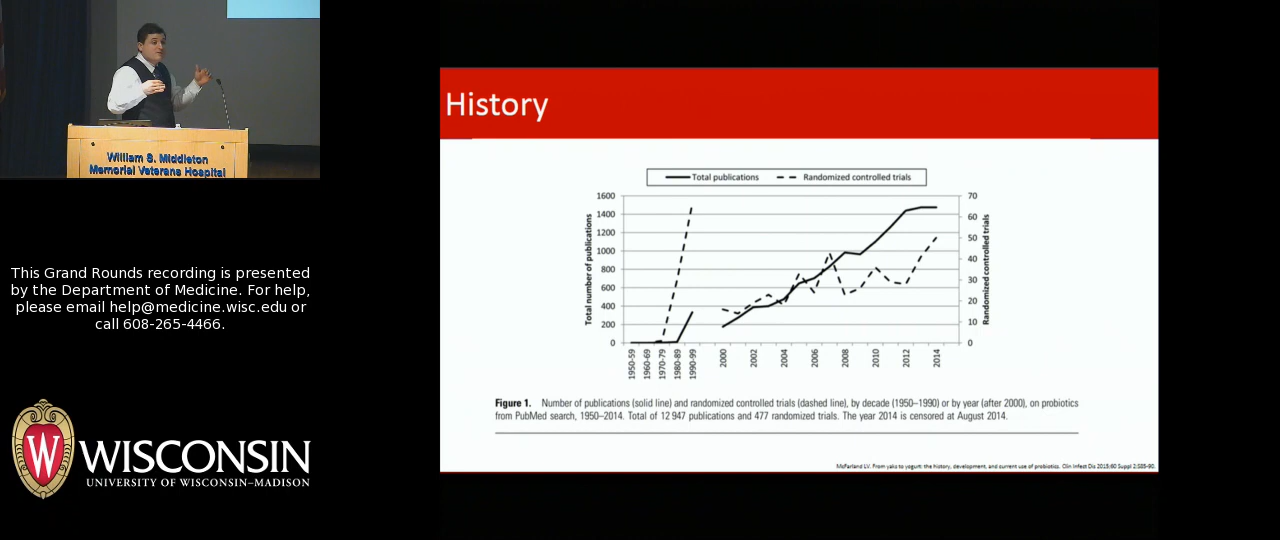 William S. Middleton
Memorial Veterans Hospital
This Grand Rounds recording is presented
by the Department of Medicine. For help,
please email help@medicine.wisc.edu or
call 608-265-4466.
W
WISCONSIN
UNIVERSITY OF WISCONSIN–MADISON
History
Total publications
Randomized controlled trials
Total number of publications
1600
1400
1200
1000
800
600
400
200
0
70
60
50
40
30
20
10
0
Randomized controlled trials
1950-59
1960-69
1970-79
1980-89
1990-99
2000
2002
2004
2006
2008
2010
2012
2014
Figure 1. Number of publications (solid line) and randomized controlled trials (dashed line), by decade (1950–1990) or by year (after 2000), on probiotics
from PubMed search, 1950–2014. Total of 12 947 publications and 477 randomized trials. The year 2014 is censored at August 2014.
McFarland LV. From yaks to yogurt: the history, development, and current use of probiotics. Clin Infect Dis 2015;60 Suppl 2:S85-90.